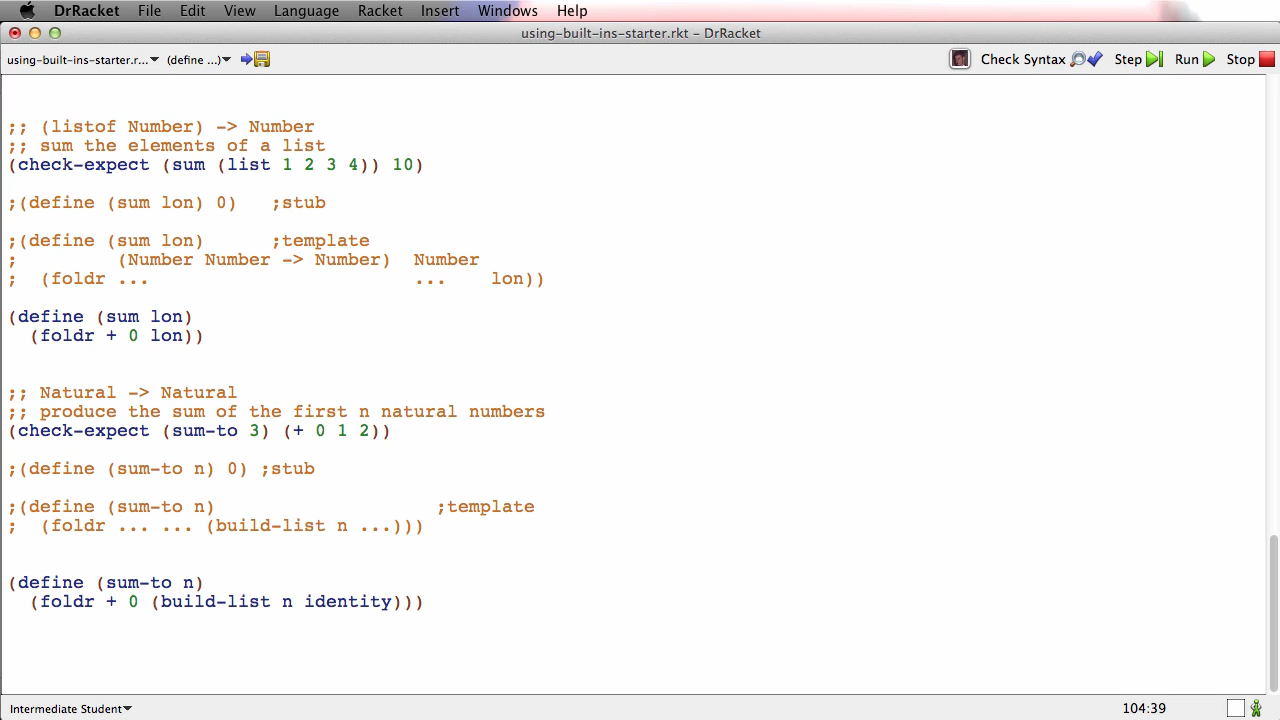 DrRacket File Edit View Language Racket Insert Windows Help
using-built-ins-starter.rkt – DrRacket
using-built-ins-starter.r... (define ...) Check Syntax Step Run Stop
;; (listof Number) -> Number
;; sum the elements of a list
(check-expect (sum (list 1 2 3 4)) 10)
;(define (sum lon) 0)   ;stub
;(define (sum lon)      ;template
;         (Number Number -> Number)  Number
;  (foldr ...                        ...    lon))
(define (sum lon)
  (foldr + 0 lon))
;; Natural -> Natural
;; produce the sum of the first n natural numbers
(check-expect (sum-to 3) (+ 0 1 2))
;(define (sum-to n) 0) ;stub
;(define (sum-to n)                    ;template
;  (foldr ... ... (build-list n ...)))
(define (sum-to n)
  (foldr + 0 (build-list n identity)))
Intermediate Student 104:39